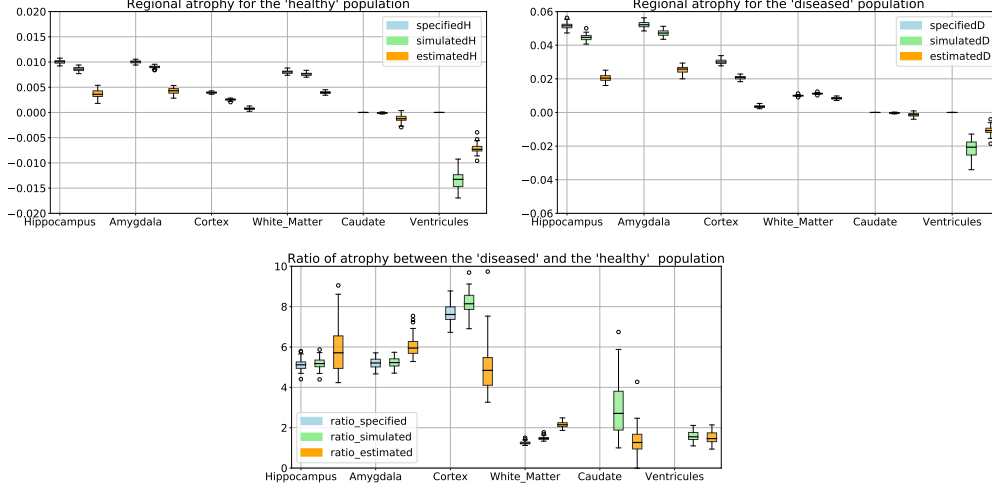 Regional atrophy for the 'healthy' population
0.020
0.015
0.010
0.005
0.000
−0.005
−0.010
−0.015
−0.020
specifiedH
simulatedH
estimatedH
Hippocampus Amygdala Cortex White_Matter Caudate Ventricules
Regional atrophy for the 'diseased' population
0.06
0.04
0.02
0.00
−0.02
−0.04
−0.06
specifiedD
simulatedD
estimatedD
Hippocampus Amygdala Cortex White_Matter Caudate Ventricules
Ratio of atrophy between the 'diseased' and the 'healthy' population
10
8
6
4
2
0
ratio_specified
ratio_simulated
ratio_estimated
Hippocampus Amygdala Cortex White_Matter Caudate Ventricules